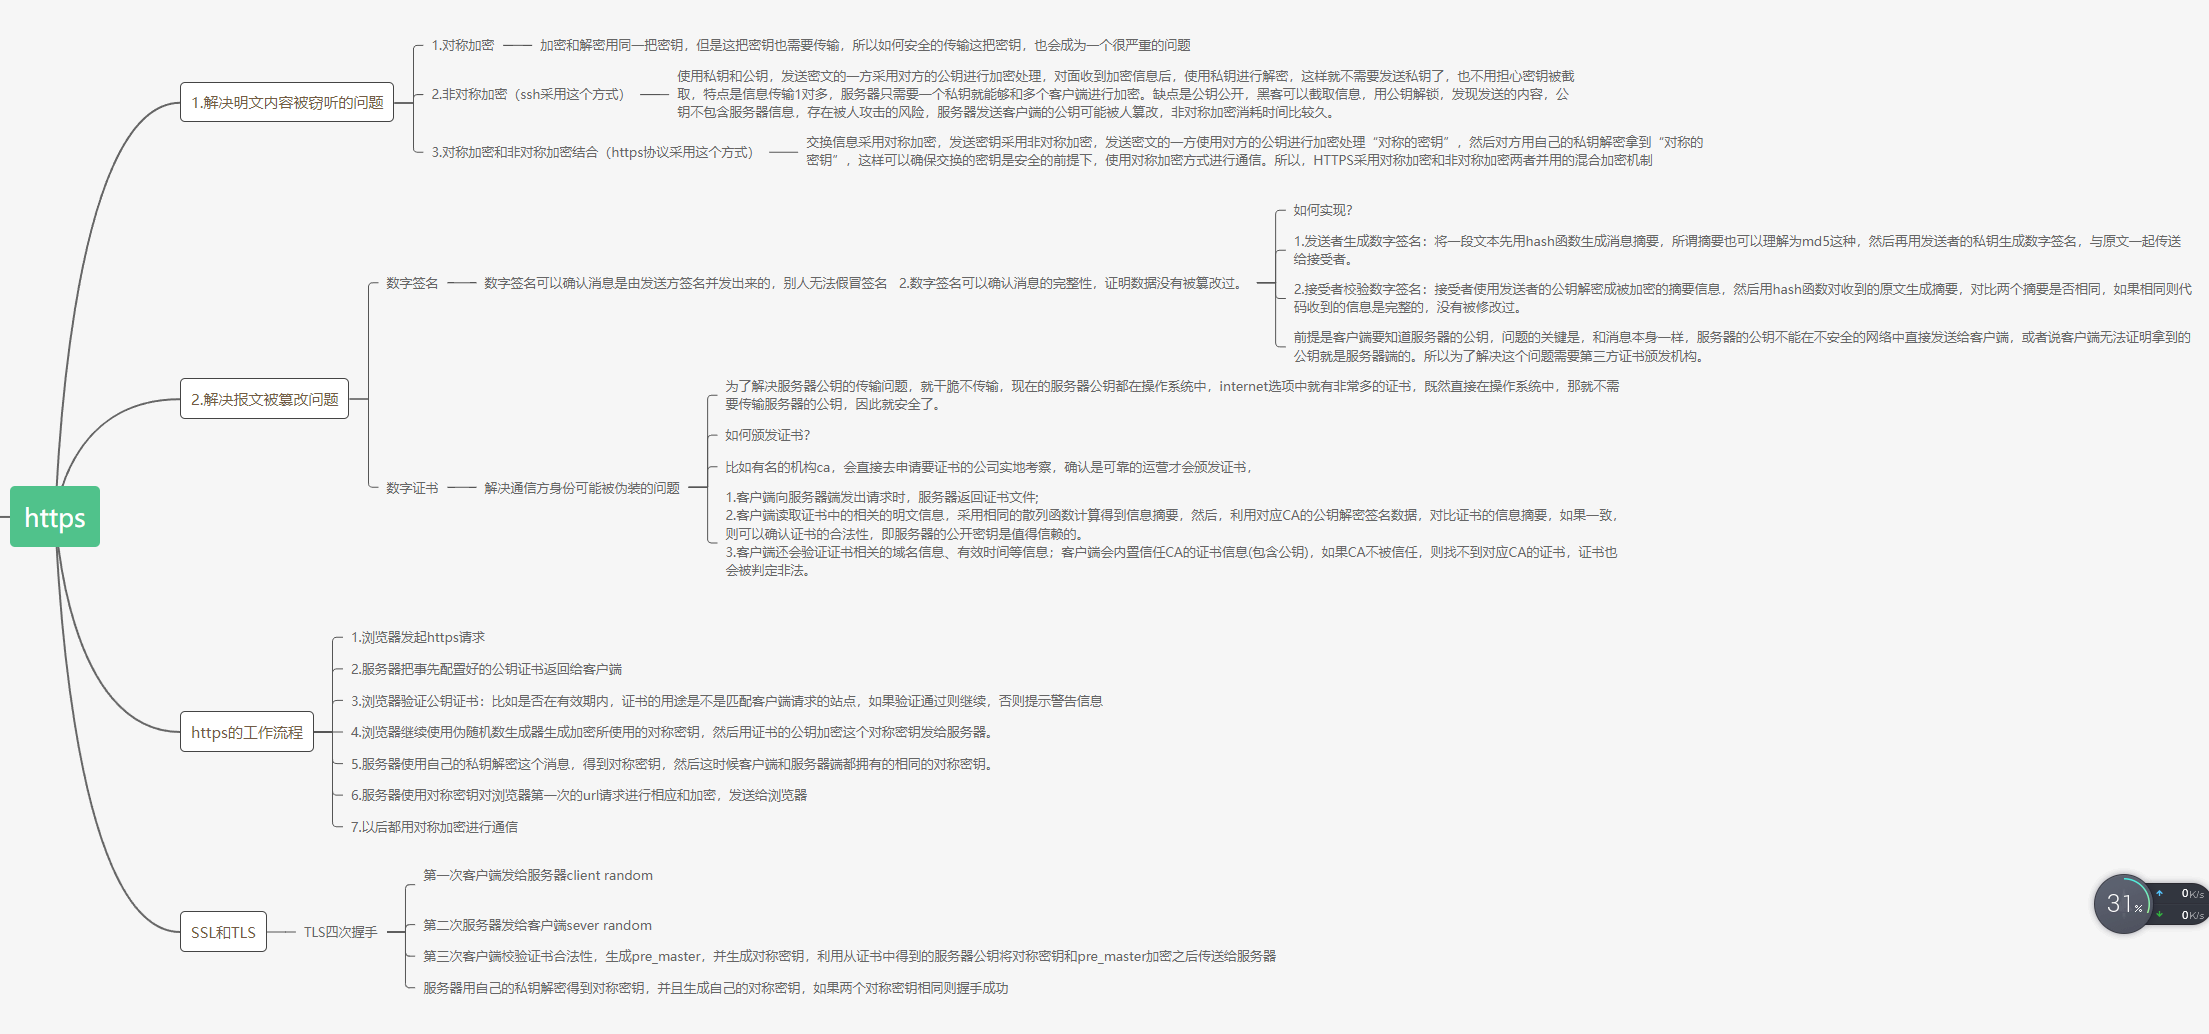 https
1.解决明文内容被窃听的问题
1.对称加密
加密和解密用同一把密钥，但是这把密钥也需要传输，所以如何安全的传输这把密钥，也会成为一个很严重的问题
2.非对称加密（ssh采用这个方式）
使用私钥和公钥，发送密文的一方采用对方的公钥进行加密处理，对面收到加密信息后，使用私钥进行解密，这样就不需要发送私钥了，也不用担心密钥被截
取，特点是信息传输1对多，服务器只需要一个私钥就能够和多个客户端进行加密。缺点是公钥公开，黑客可以截取信息，用公钥解锁，发现发送的内容，公
钥不包含服务器信息，存在被人攻击的风险，服务器发送客户端的公钥可能被人篡改，非对称加密消耗时间比较久。
3.对称加密和非对称加密结合（https协议采用这个方式）
交换信息采用对称加密，发送密钥采用非对称加密，发送密文的一方使用对方的公钥进行加密处理“对称的密钥”，然后对方用自己的私钥解密拿到“对称的
密钥”，这样可以确保交换的密钥是安全的前提下，使用对称加密方式进行通信。所以，HTTPS采用对称加密和非对称加密两者并用的混合加密机制
2.解决报文被篡改问题
数字签名
数字签名可以确认消息是由发送方签名并发出来的，别人无法假冒签名 2.数字签名可以确认消息的完整性，证明数据没有被篡改过。
如何实现？
1.发送者生成数字签名：将一段文本先用hash函数生成消息摘要，所谓摘要也可以理解为md5这种，然后再用发送者的私钥生成数字签名，与原文一起传送
给接受者。
2.接受者校验数字签名：接受者使用发送者的公钥解密成被加密的摘要信息，然后用hash函数对收到的原文生成摘要，对比两个摘要是否相同，如果相同则代
码收到的信息是完整的，没有被修改过。
前提是客户端要知道服务器的公钥，问题的关键是，和消息本身一样，服务器的公钥不能在不安全的网络中直接发送给客户端，或者说客户端无法证明拿到的
公钥就是服务器端的。所以为了解决这个问题需要第三方证书颁发机构。
数字证书
解决通信方身份可能被伪装的问题
为了解决服务器公钥的传输问题，就干脆不传输，现在的服务器公钥都在操作系统中，internet选项中就有非常多的证书，既然直接在操作系统中，那就不需
要传输服务器的公钥，因此就安全了。
如何颁发证书？
比如有名的机构ca，会直接去申请要证书的公司实地考察，确认是可靠的运营才会颁发证书，
1.客户端向服务器端发出请求时，服务器返回证书文件;
2.客户端读取证书中的相关的明文信息，采用相同的散列函数计算得到信息摘要，然后，利用对应CA的公钥解密签名数据，对比证书的信息摘要，如果一致，
则可以确认证书的合法性，即服务器的公开密钥是值得信赖的。
3.客户端还会验证证书相关的域名信息、有效时间等信息；客户端会内置信任CA的证书信息(包含公钥)，如果CA不被信任，则找不到对应CA的证书，证书也
会被判定非法。
https的工作流程
1.浏览器发起https请求
2.服务器把事先配置好的公钥证书返回给客户端
3.浏览器验证公钥证书：比如是否在有效期内，证书的用途是不是匹配客户端请求的站点，如果验证通过则继续，否则提示警告信息
4.浏览器继续使用伪随机数生成器生成加密所使用的对称密钥，然后用证书的公钥加密这个对称密钥发给服务器。
5.服务器使用自己的私钥解密这个消息，得到对称密钥，然后这时候客户端和服务器端都拥有的相同的对称密钥。
6.服务器使用对称密钥对浏览器第一次的url请求进行相应和加密，发送给浏览器
7.以后都用对称加密进行通信
SSL和TLS
TLS四次握手
第一次客户端发给服务器client random
第二次服务器发给客户端sever random
第三次客户端校验证书合法性，生成pre_master，并生成对称密钥，利用从证书中得到的服务器公钥将对称密钥和pre_master加密之后传送给服务器
服务器用自己的私钥解密得到对称密钥，并且生成自己的对称密钥，如果两个对称密钥相同则握手成功
31%
0K/s
0K/s